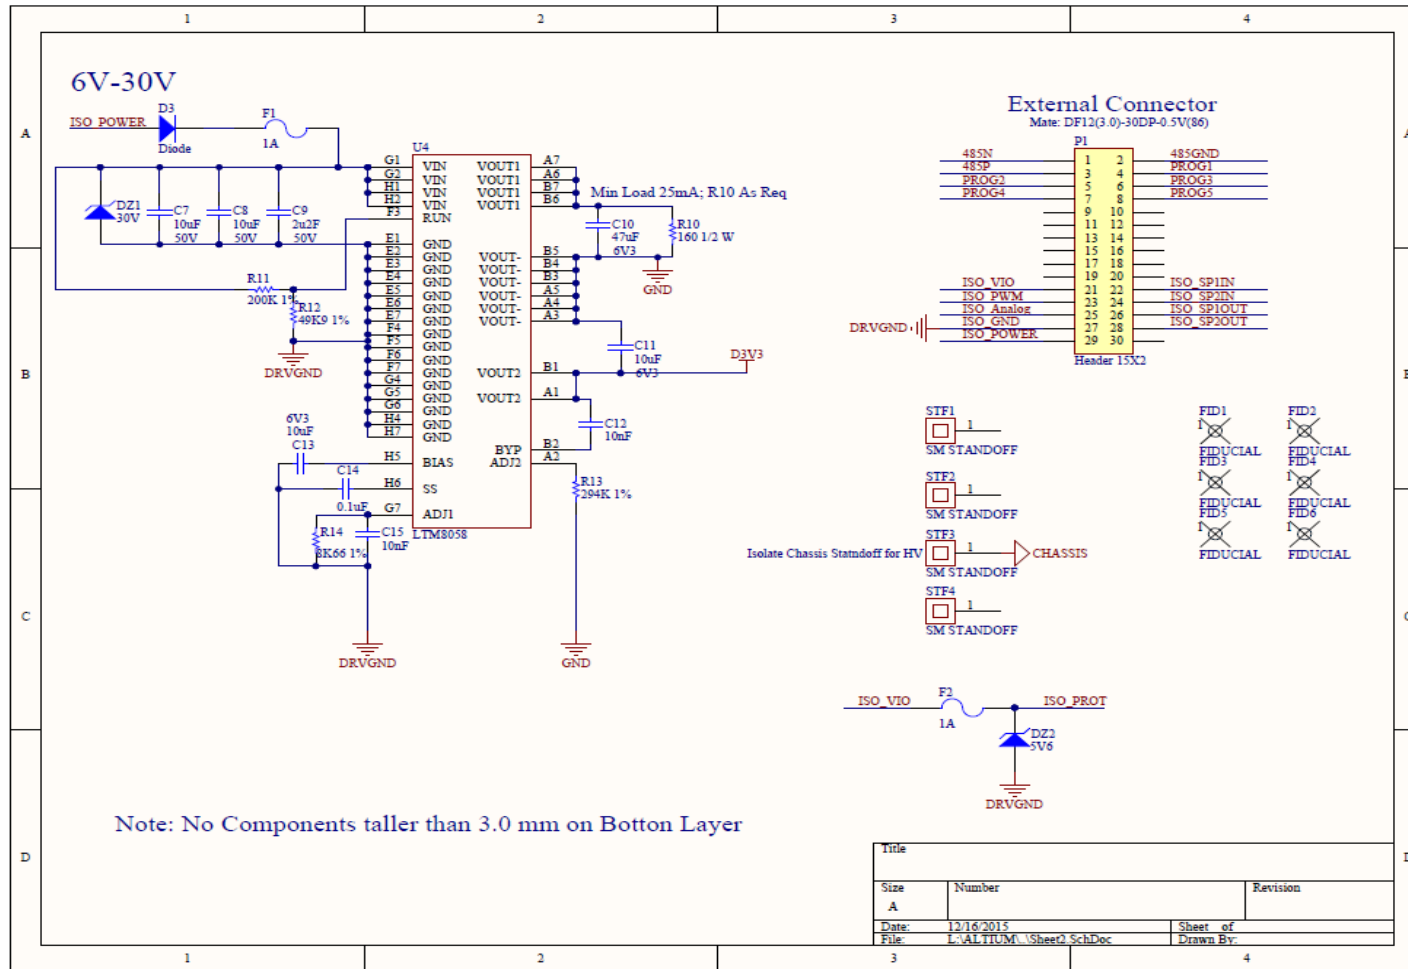 1 2 3 4
6V-30V
ISO_POWER
D3
Diode
F1
1A
DZ1
30V
C7
10uF
50V
C8
10uF
50V
C9
2u2F
50V
R11
200K 1%
R12
49K9 1%
DRVGND
6V3
10uF
C13
C14
0.1uF
R14
8K66 1%
C15
10nF
DRVGND
U4
G1 VIN VOUT1 A7
G2 VIN VOUT1 A6
H1 VIN VOUT1 B7
H2 VIN VOUT1 B6
F3 RUN
E1 GND
E2 GND VOUT- B5
E3 GND VOUT- B4
E4 GND VOUT- B3
E5 GND VOUT- A5
E6 GND VOUT- A4
E7 GND VOUT- A3
F4 GND
F5 GND
F6 GND
F7 GND VOUT2 B1
G4 GND
G5 GND VOUT2 A1
G6 GND
H4 GND
H7 GND
BYP B2
H5 BIAS ADJ2 A2
H6 SS
G7 ADJ1
LTM8058
Min Load 25mA; R10 As Req
C10
47uF
6V3
R10
160 1/2 W
GND
C11
10uF
6V3
D3V3
C12
10nF
R13
294K 1%
GND
External Connector
Mate: DF12(3.0)-30DP-0.5V(86)
P1
485N 1 2 485GND
485P 3 4 PROG1
PROG2 5 6 PROG3
PROG4 7 8 PROG5
9 10
11 12
13 14
15 16
17 18
19 20
ISO_VIO 21 22 ISO_SP1IN
ISO_PWM 23 24 ISO_SP2IN
ISO_Analog 25 26 ISO_SP1OUT
DRVGND ISO_GND 27 28 ISO_SP2OUT
ISO_POWER 29 30
Header 15X2
STF1
1
SM STANDOFF
STF2
1
SM STANDOFF
STF3
Isolate Chassis Statndoff for HV 1 CHASSIS
SM STANDOFF
STF4
1
SM STANDOFF
FID1 FID2
1 1
FIDUCIAL FIDUCIAL
FID3 FID4
1 1
FIDUCIAL FIDUCIAL
FID5 FID6
1 1
FIDUCIAL FIDUCIAL
ISO_VIO
F2
1A
ISO_PROT
DZ2
5V6
DRVGND
Note: No Components taller than 3.0 mm on Botton Layer
Title
Size
A
Number
Revision
Date: 12/16/2015 Sheet of
File: L:\ALTIUM\..\Sheet2.SchDoc Drawn By:
A
B
C
D
A
D
1 2 3 4